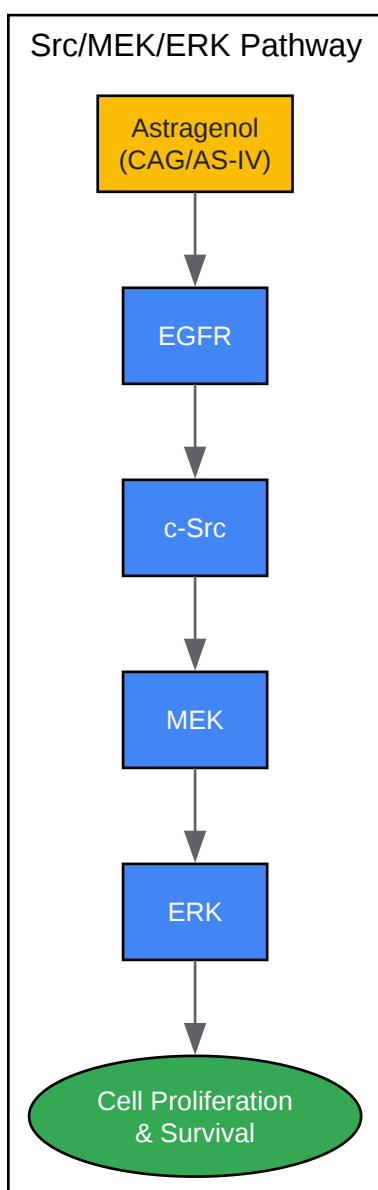 Src/MEK/ERK Pathway
Astragenol
(CAG/AS-IV)
EGFR
c-Src
MEK
ERK
Cell Proliferation
& Survival